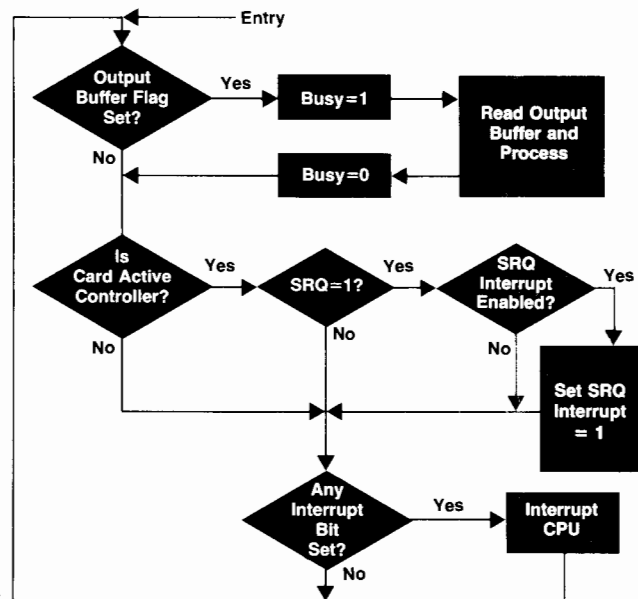 Entry
Output
Buffer Flag
Set?
Yes
Busy=1
Read Output
Buffer and
Process
No
Busy=0
Is
Card Active
Controller?
Yes
SRQ=1?
Yes
SRQ
Interrupt
Enabled?
Yes
No
No
No
Set SRQ
Interrupt
= 1
Any
Interrupt
Bit
Set?
Yes
Interrupt
CPU
No